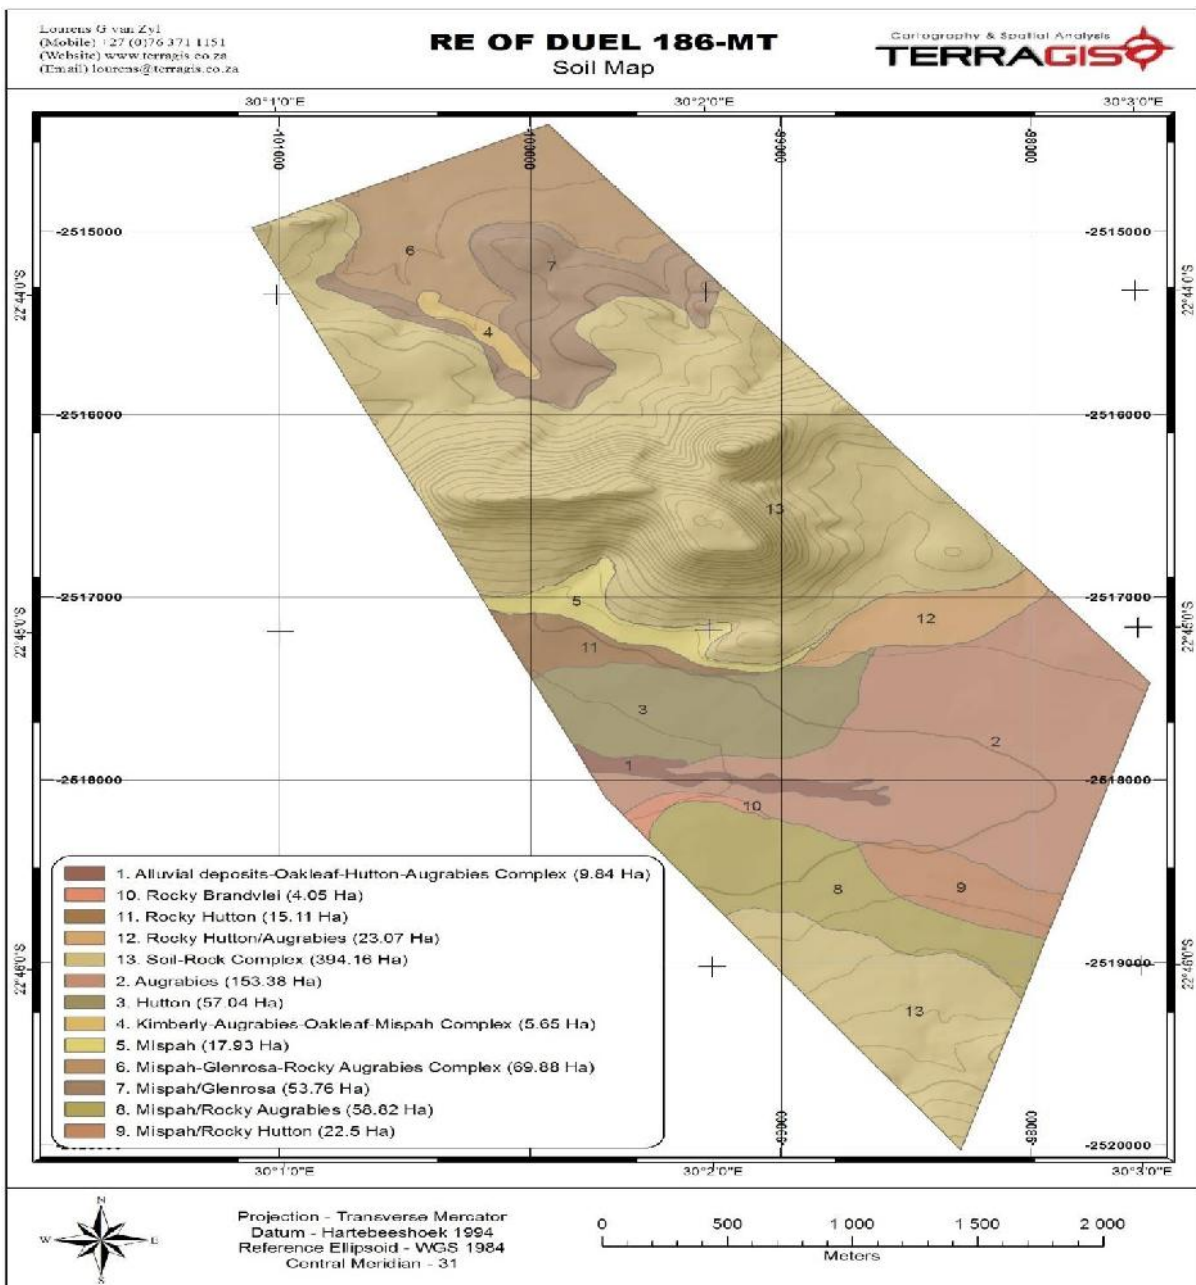 Lourens G van Zyl
(Mobile) +27 (0)76 371 1151
(Website) www.terragis.co.za
(Email) lourens@terragis.co.za
RE OF DUEL 186-MT
Soil Map
Cartography & Spatial Analysis
TERRAGIS
30°1'0"E 30°2'0"E 30°3'0"E
-101000 -100000 -99000 -98000
-2515000 -2515000
6
7
22°44'0"S 22°44'0"S
4
-2516000 -2516000
13
-2517000 -2517000
5
12
22°45'0"S 22°45'0"S
11
3
2
1
-2518000 -2518000
10
8
9
22°46'0"S 22°46'0"S
-2519000 -2519000
13
1. Alluvial deposits-Oakleaf-Hutton-Augrabies Complex (9.84 Ha)
10. Rocky Brandvlei (4.05 Ha)
11. Rocky Hutton (15.11 Ha)
12. Rocky Hutton/Augrabies (23.07 Ha)
13. Soil-Rock Complex (394.16 Ha)
2. Augrabies (153.38 Ha)
3. Hutton (57.04 Ha)
4. Kimberly-Augrabies-Oakleaf-Mispah Complex (5.65 Ha)
5. Mispah (17.93 Ha)
6. Mispah-Glenrosa-Rocky Augrabies Complex (69.88 Ha)
7. Mispah/Glenrosa (53.76 Ha)
8. Mispah/Rocky Augrabies (58.82 Ha)
9. Mispah/Rocky Hutton (22.5 Ha)
-99000 -98000
-2520000
30°1'0"E 30°2'0"E 30°3'0"E
N
W E
S
Projection - Transverse Mercator
Datum - Hartebeeshoek 1994
Reference Ellipsoid - WGS 1984
Central Meridian - 31
0 500 1 000 1 500 2 000
Meters